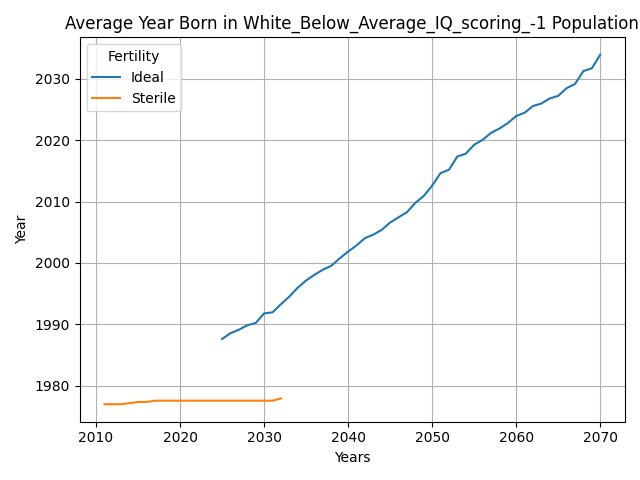 Average Year Born in White_Below_Average_IQ_scoring_-1 Population
Fertility
Ideal
Sterile
2030
2020
2010
2000
1990
1980
Year
2010 2020 2030 2040 2050 2060 2070
Years